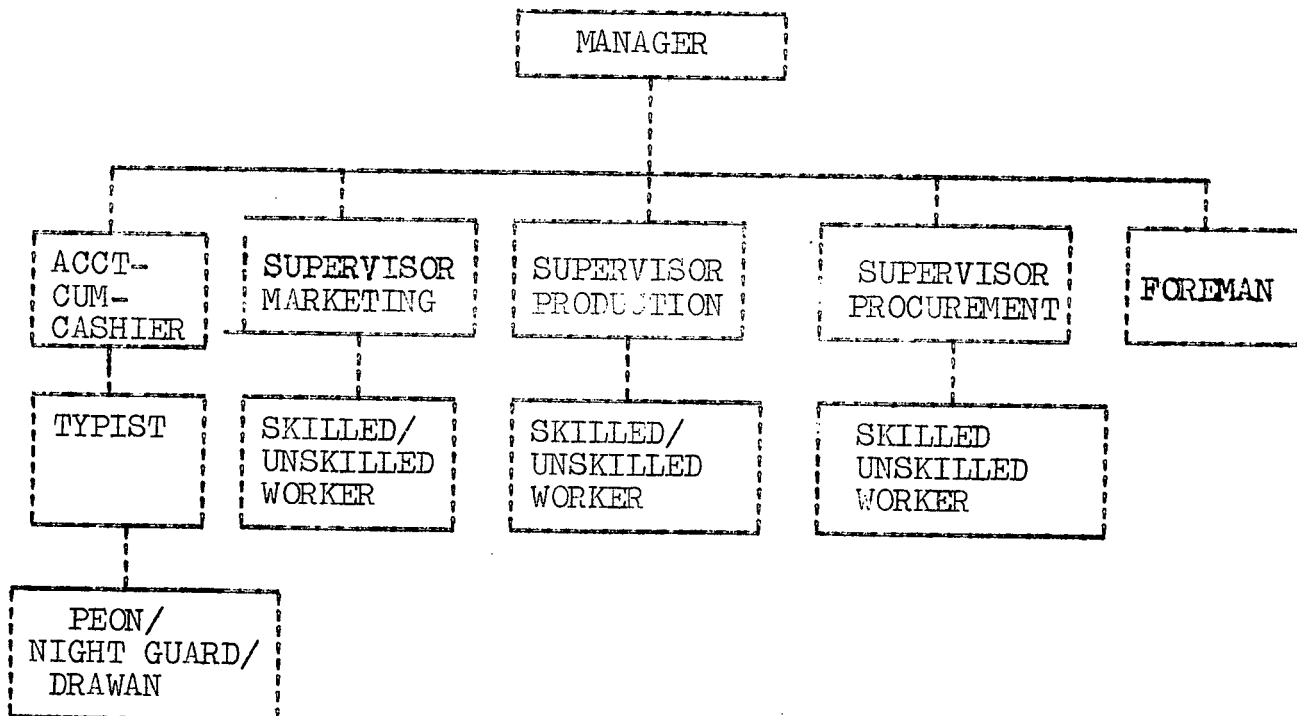 MANAGER
ACCT-
CUM-
CASHIER
SUPERVISOR
MARKETING
SUPERVISOR
PRODUCTION
SUPERVISOR
PROCUREMENT
FOREMAN
TYPIST
SKILLED/
UNSKILLED
WORKER
SKILLED/
UNSKILLED
WORKER
SKILLED
UNSKILLED
WORKER
PEON/
NIGHT GUARD/
DRAWAN